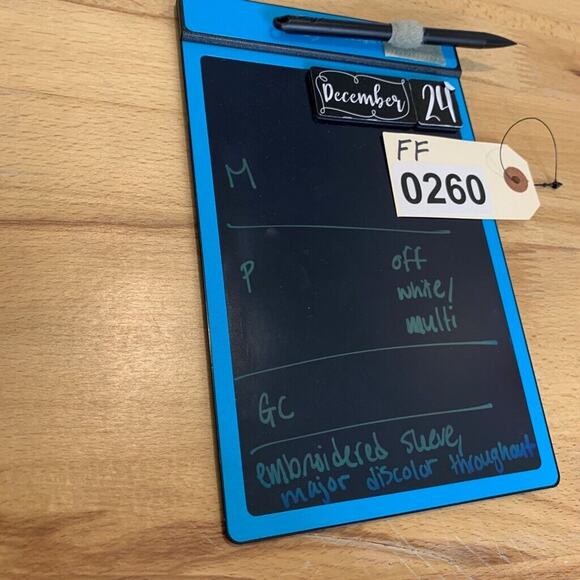 December 24
FF
0260
M
P
off
white/
multi
GC
embroidered sleeve,
major discolor throughout